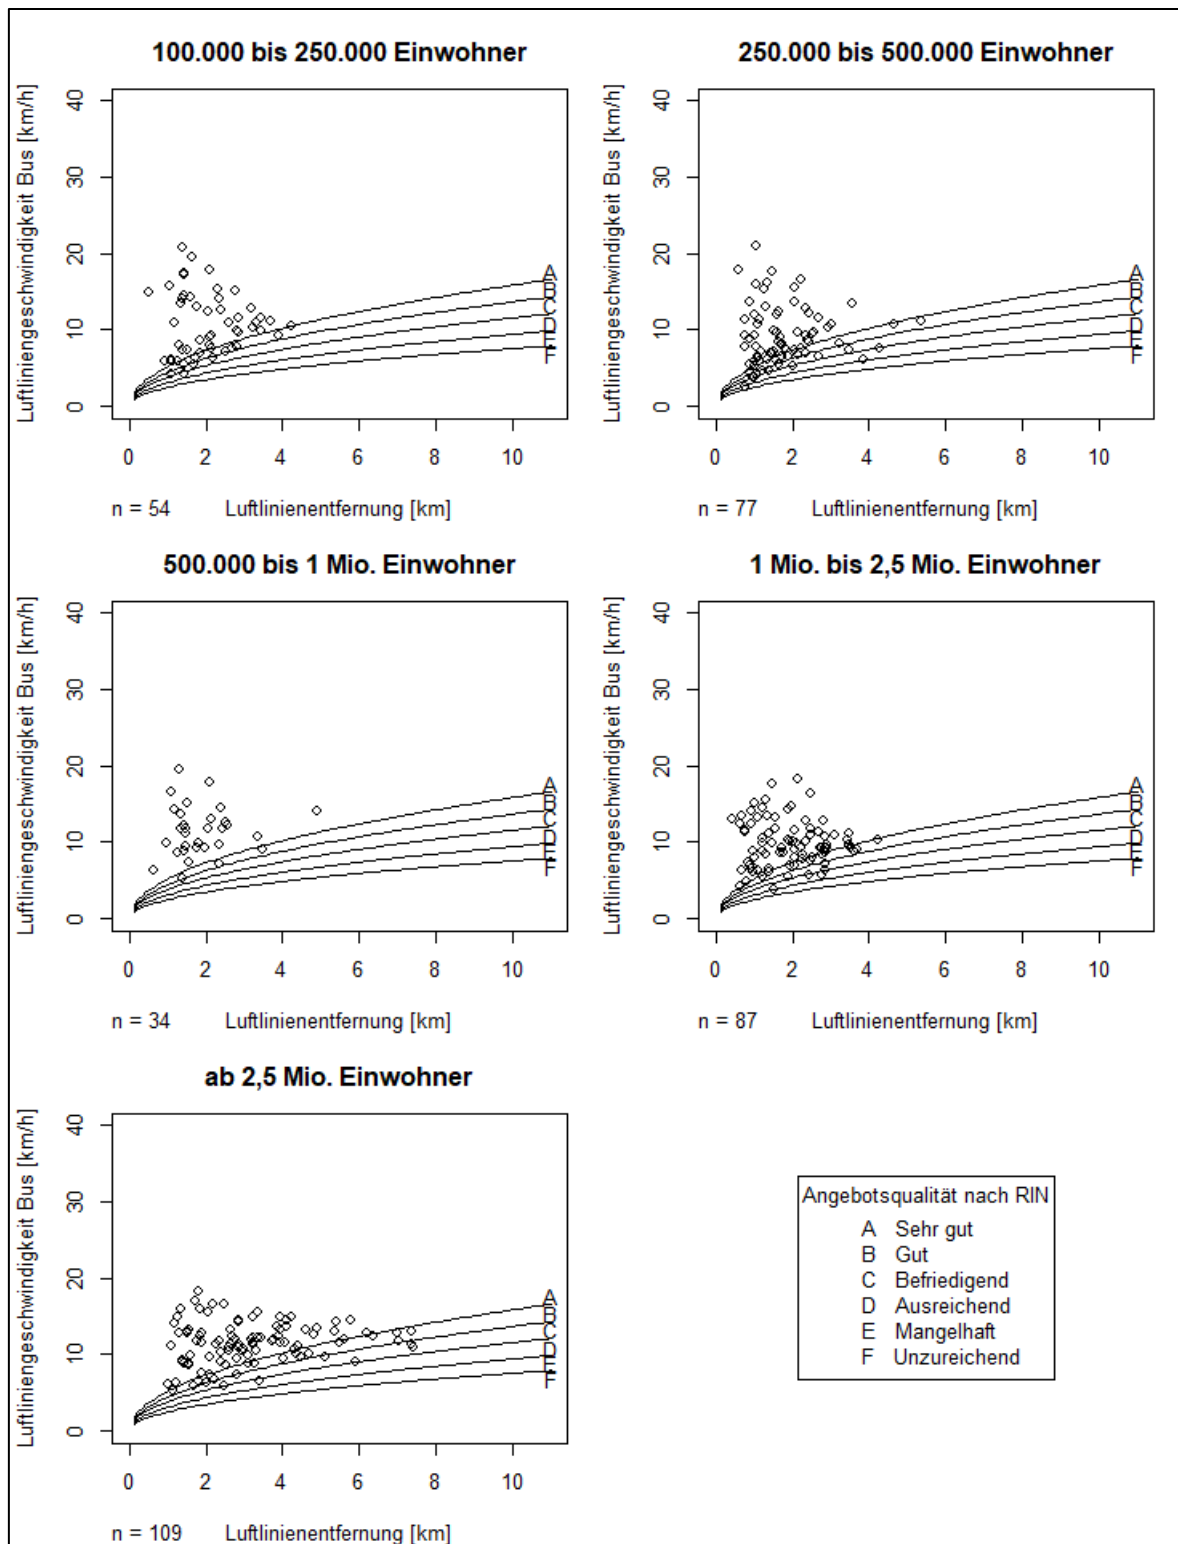 100.000 bis 250.000 Einwohner
Luftliniengeschwindigkeit Bus [km/h]
40
30
20
10
0
A
B
C
D
E
F
0 2 4 6 8 10
n = 54 Luftlinienentfernung [km]
250.000 bis 500.000 Einwohner
Luftliniengeschwindigkeit Bus [km/h]
40
30
20
10
0
A
B
C
D
E
F
0 2 4 6 8 10
n = 77 Luftlinienentfernung [km]
500.000 bis 1 Mio. Einwohner
Luftliniengeschwindigkeit Bus [km/h]
40
30
20
10
0
A
B
C
D
E
F
0 2 4 6 8 10
n = 34 Luftlinienentfernung [km]
1 Mio. bis 2,5 Mio. Einwohner
Luftliniengeschwindigkeit Bus [km/h]
40
30
20
10
0
A
B
C
D
E
F
0 2 4 6 8 10
n = 87 Luftlinienentfernung [km]
ab 2,5 Mio. Einwohner
Luftliniengeschwindigkeit Bus [km/h]
40
30
20
10
0
A
B
C
D
E
F
0 2 4 6 8 10
n = 109 Luftlinienentfernung [km]
Angebotsqualität nach RIN
A Sehr gut
B Gut
C Befriedigend
D Ausreichend
E Mangelhaft
F Unzureichend